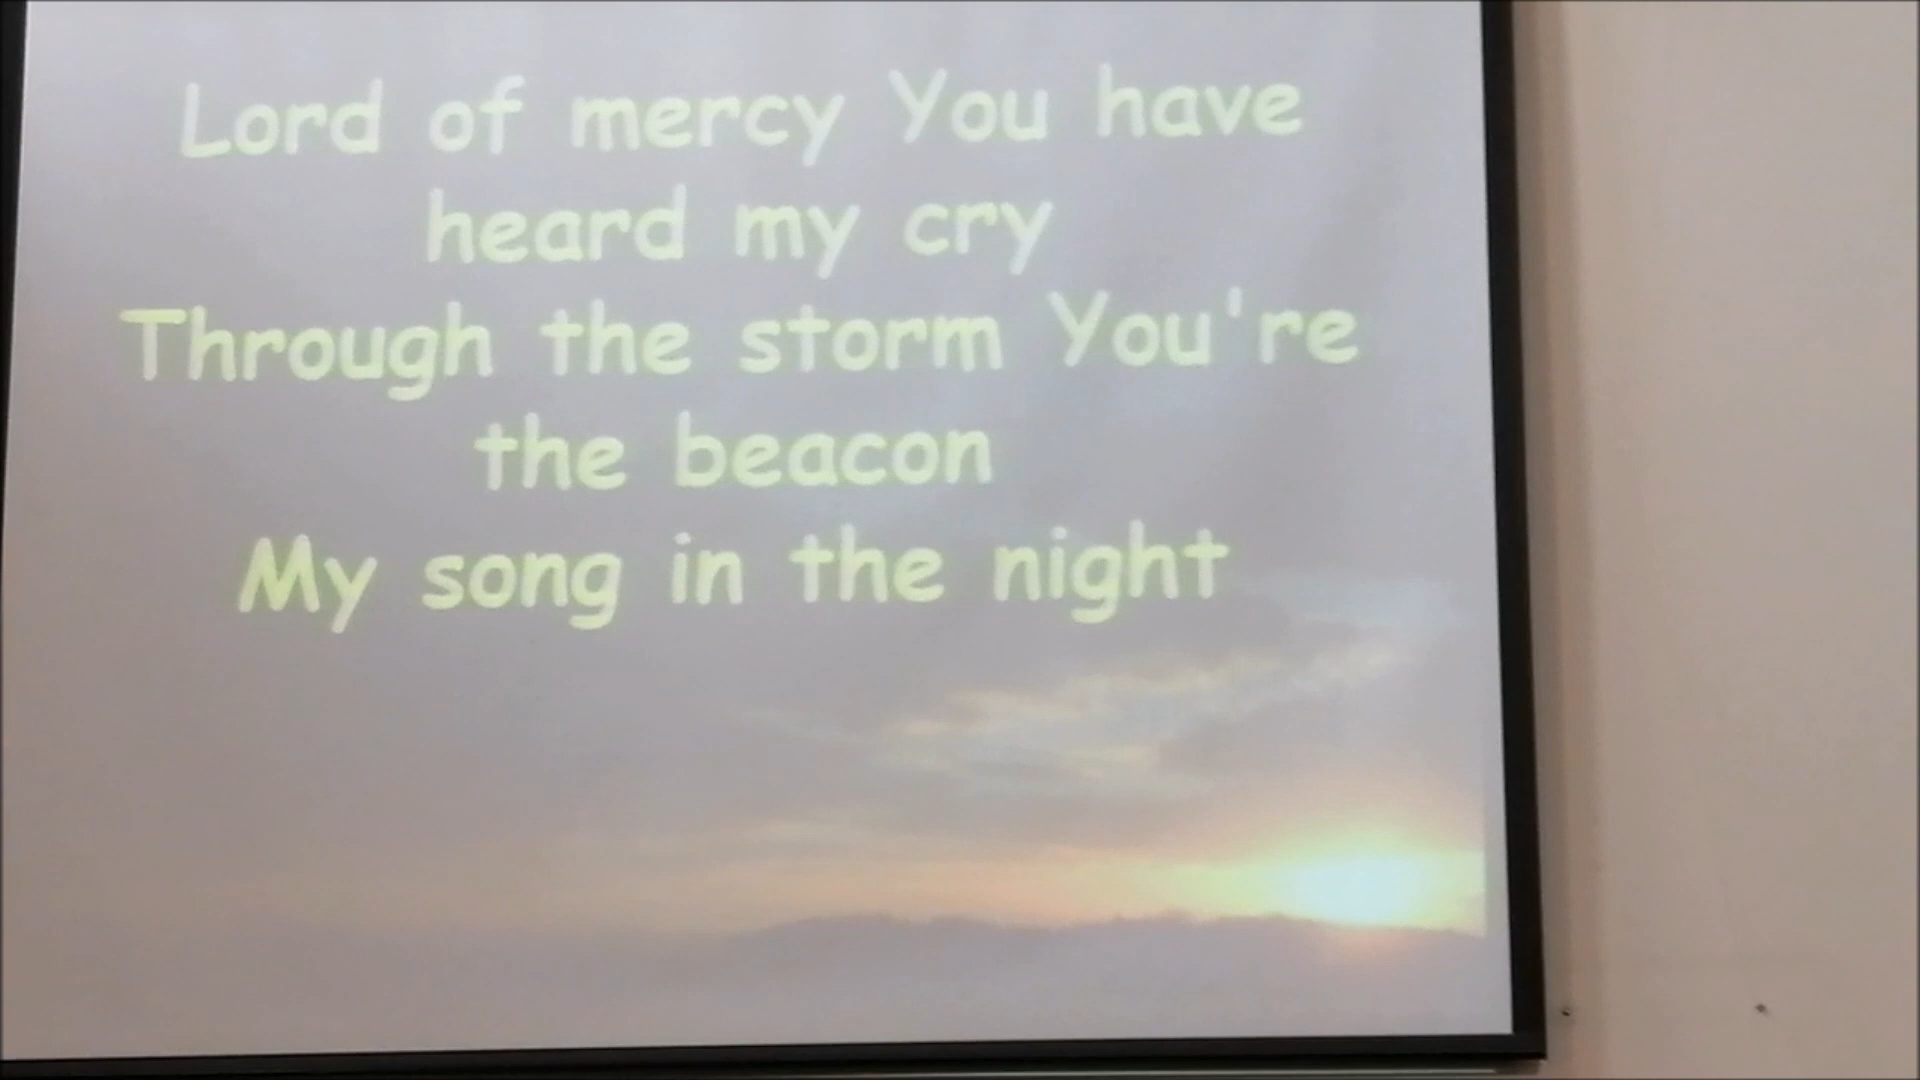 Lord of mercy You have
heard my cry
Through the storm You're
the beacon
My song in the night